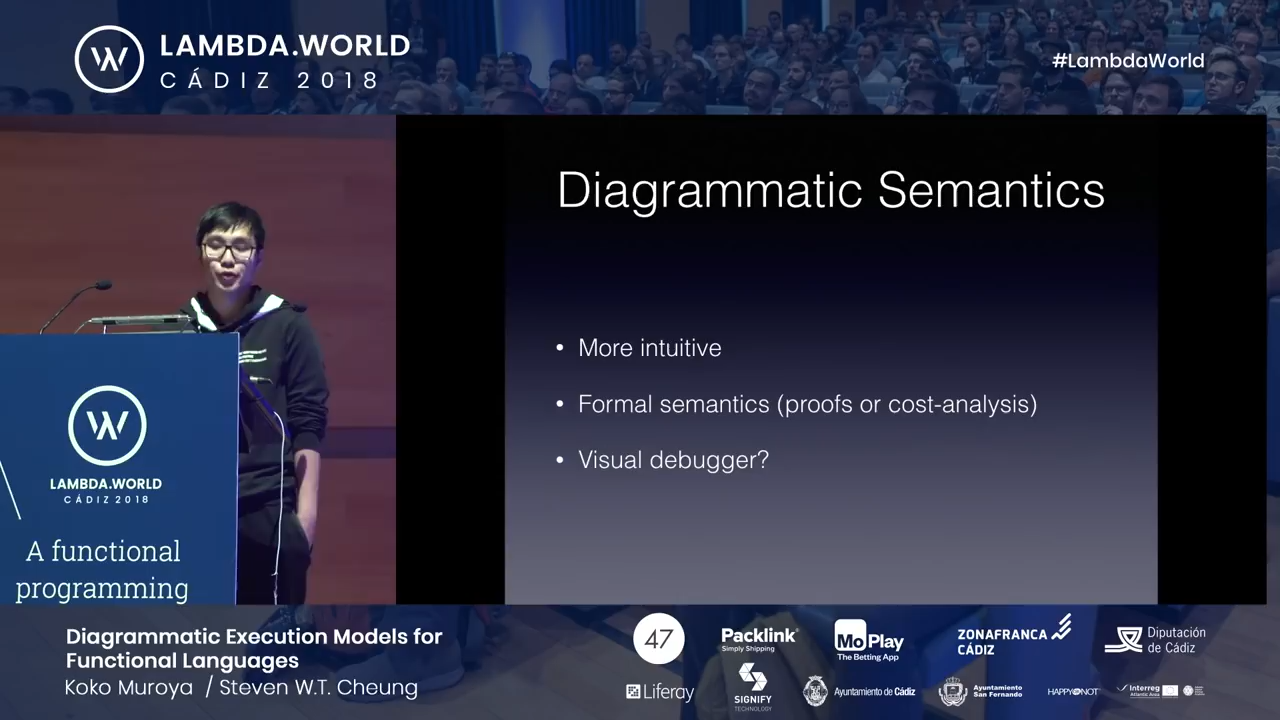 LAMBDA.WORLD
CÁDIZ 2018
#LambdaWorld
Diagrammatic Semantics
• More intuitive
• Formal semantics (proofs or cost-analysis)
• Visual debugger?
LAMBDA.WORLD
CÁDIZ 2018
A functional
programming
Diagrammatic Execution Models for
Functional Languages
Koko Muroya / Steven W.T. Cheung
47
Packlink
Simply Shipping
MoPlay
The Betting App
ZONAFRANCA
CÁDIZ
Diputación
de Cádiz
Liferay
SIGNIFY
TECHNOLOGY
Ayuntamiento de Cádiz
Ayuntamiento
San Fernando
HAPPY NOT
Interreg
Atlantic Area